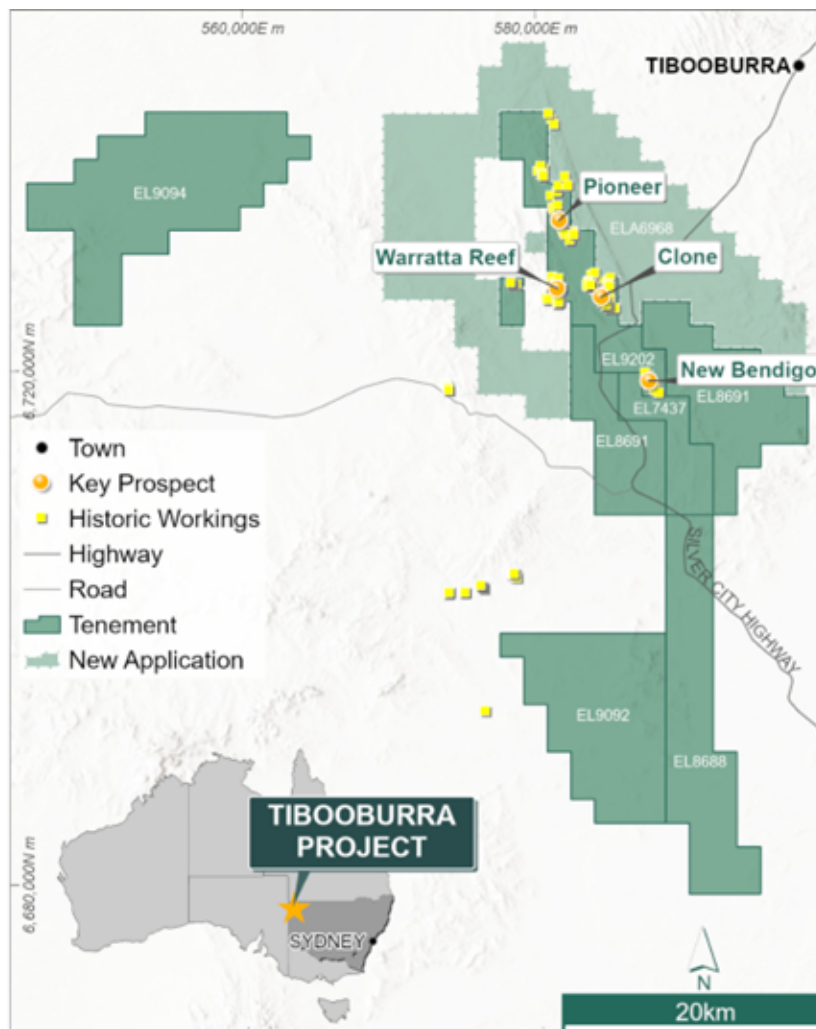 560,000E m
580,000E m
TIBOOBURRA
EL9094
Pioneer
ELA6968
Warratta Reef
Clone
6,720,000N m
EL9202
New Bendigo
EL7437
EL8691
EL8691
Town
Key Prospect
Historic Workings
Highway
Road
Tenement
New Application
SILVER CITY HIGHWAY
EL9092
EL8688
TIBOOBURRA
PROJECT
6,680,000N m
SYDNEY
N
20km